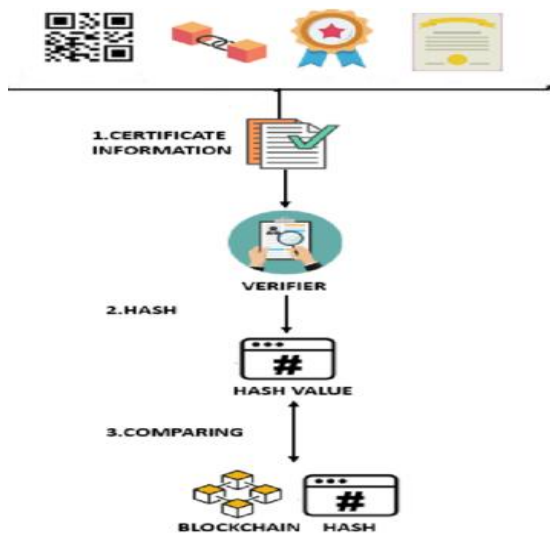 1.CERTIFICATE
INFORMATION
VERIFIER
2.HASH
#
HASH VALUE
3.COMPARING
#
BLOCKCHAIN HASH